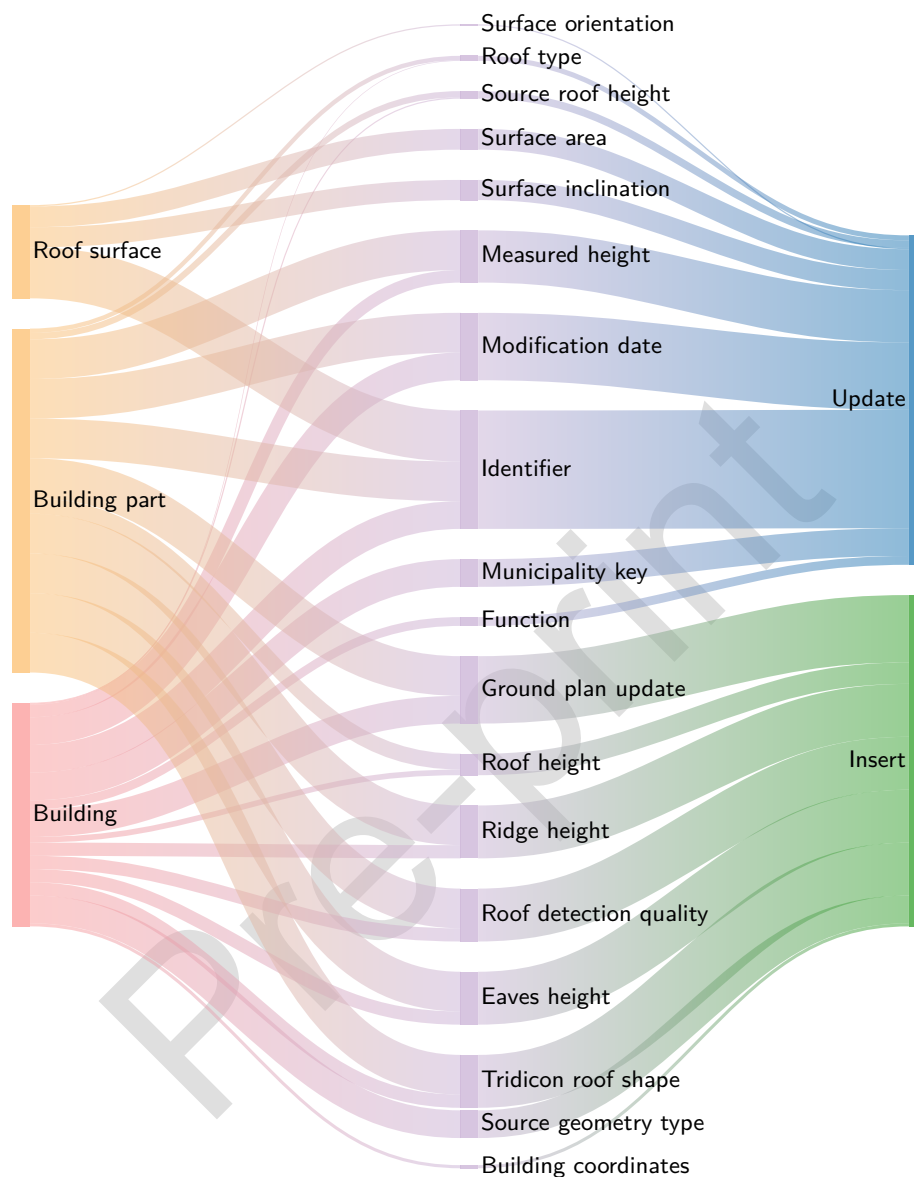 Surface orientation
Roof type
Source roof height
Surface area
Surface inclination
Roof surface
Measured height
Modification date
Update
Identifier
Building part
Municipality key
Function
Ground plan update
Roof height
Insert
Building
Ridge height
Roof detection quality
Eaves height
Tridicon roof shape
Source geometry type
Building coordinates
Pre-print